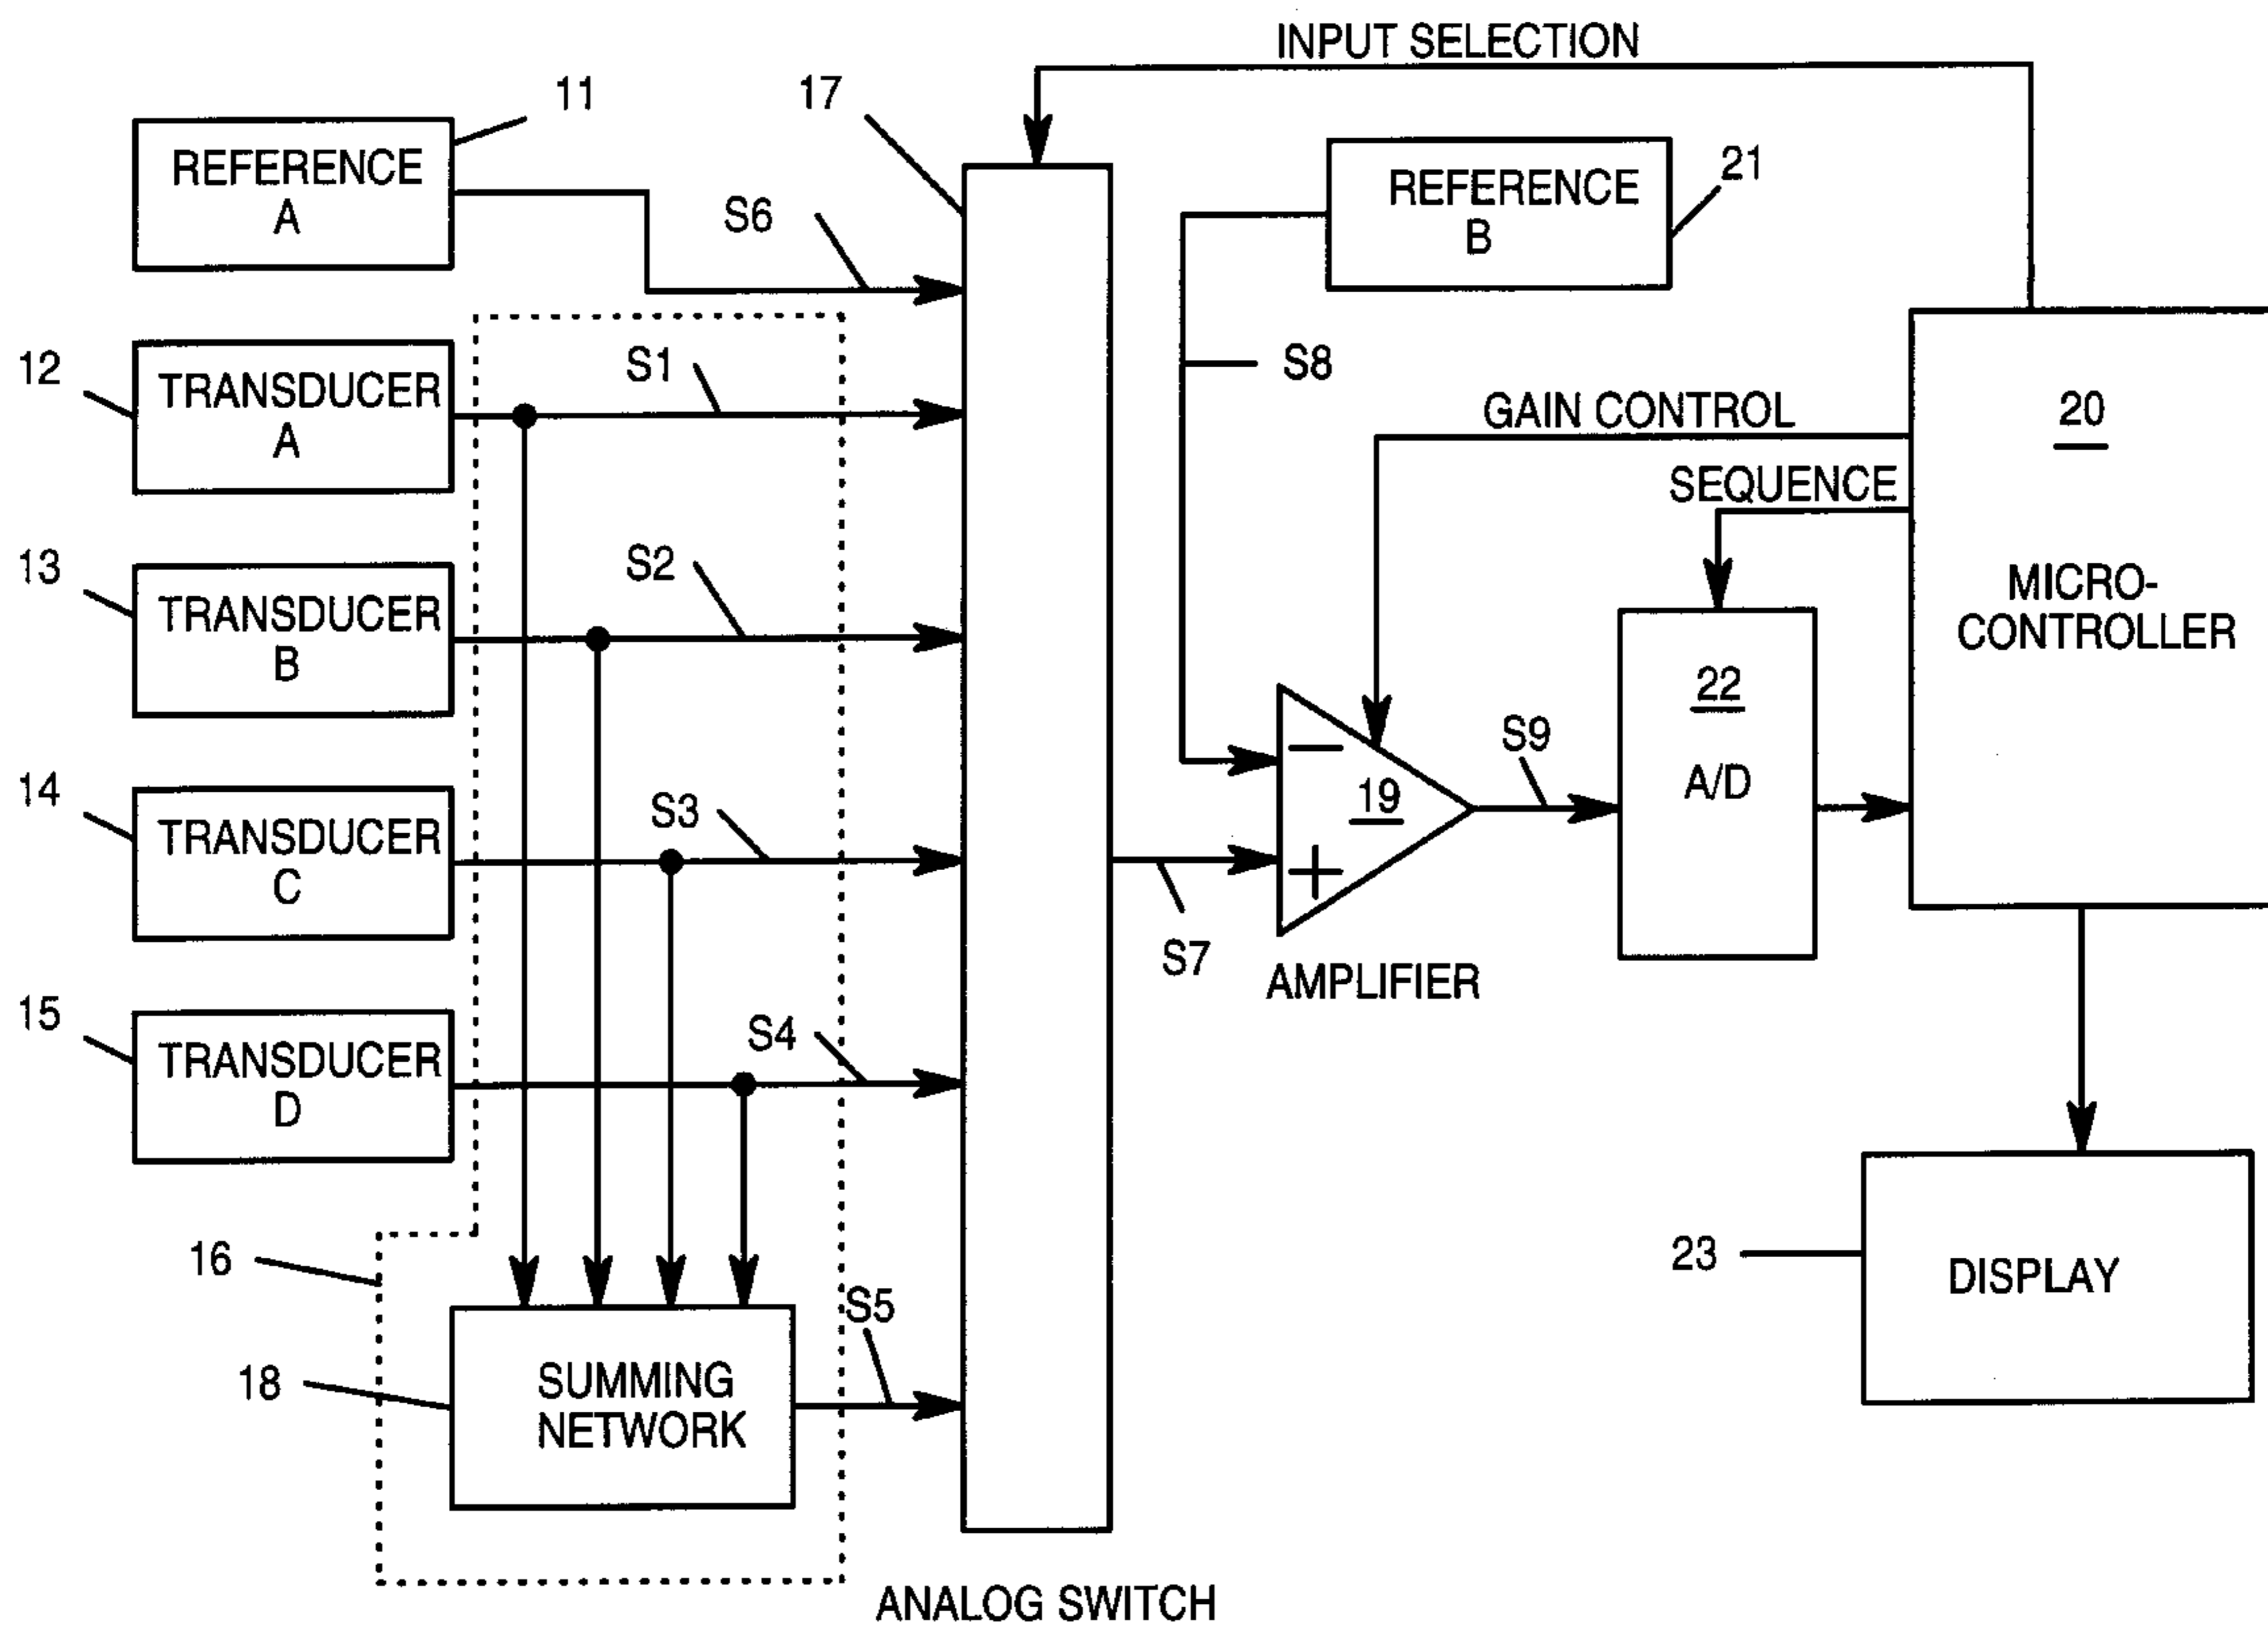 INPUT SELECTION
11
17
REFERENCE
A
S6
REFERENCE
B
21
12
TRANSDUCER
A
S1
S8
GAIN CONTROL
20
SEQUENCE
13
TRANSDUCER
B
S2
MICRO-
CONTROLLER
22
A/D
14
TRANSDUCER
C
S3
−
19
+
S9
S7
AMPLIFIER
15
TRANSDUCER
D
S4
16
18
SUMMING
NETWORK
S5
23
DISPLAY
ANALOG SWITCH